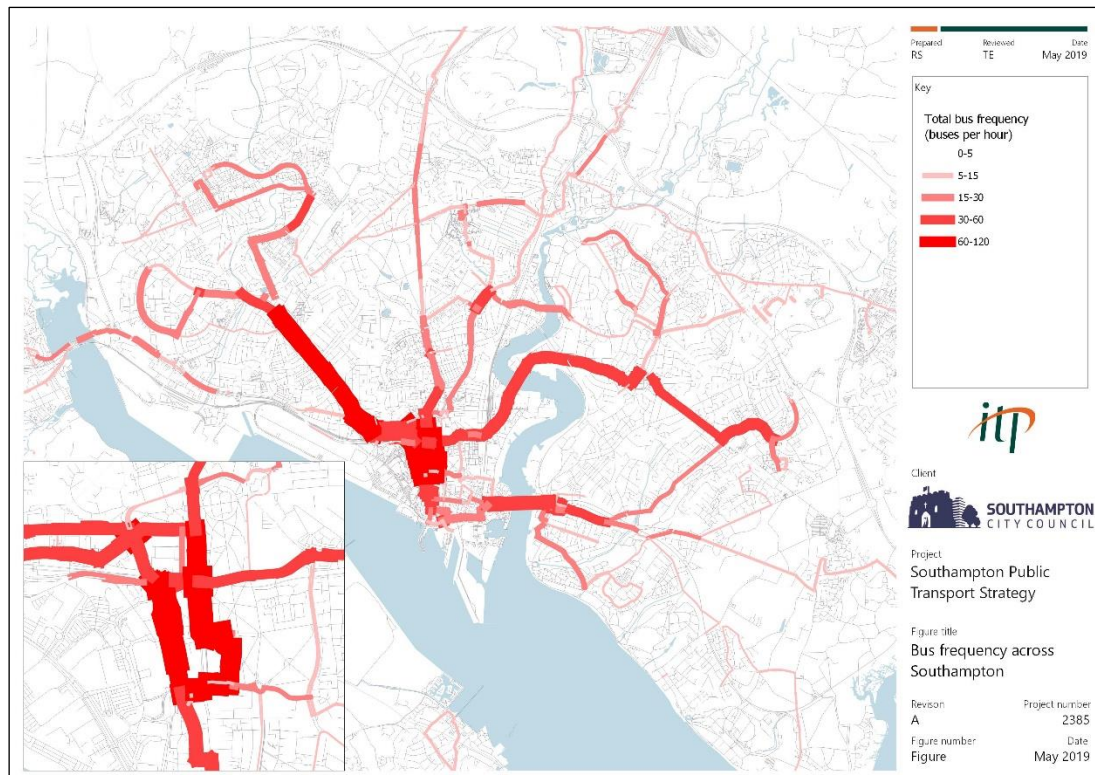 Prepared Reviewed Date
RS TE May 2019
Key
Total bus frequency
(buses per hour)
0-5
5-15
15-30
30-60
60-120
itp
Client
SOUTHAMPTON
CITY COUNCIL
Project
Southampton Public
Transport Strategy
Figure title
Bus frequency across
Southampton
Revison Project number
A 2385
Figure number Date
Figure May 2019